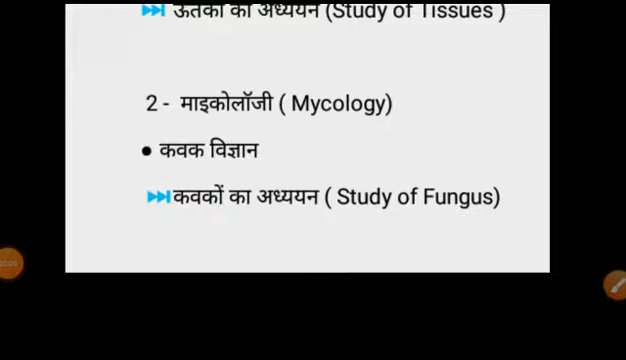 ऊतकों का अध्ययन (Study of Tissues )
2 - माइकोलॉजी ( Mycology)
● कवक विज्ञान
कवकों का अध्ययन ( Study of Fungus)